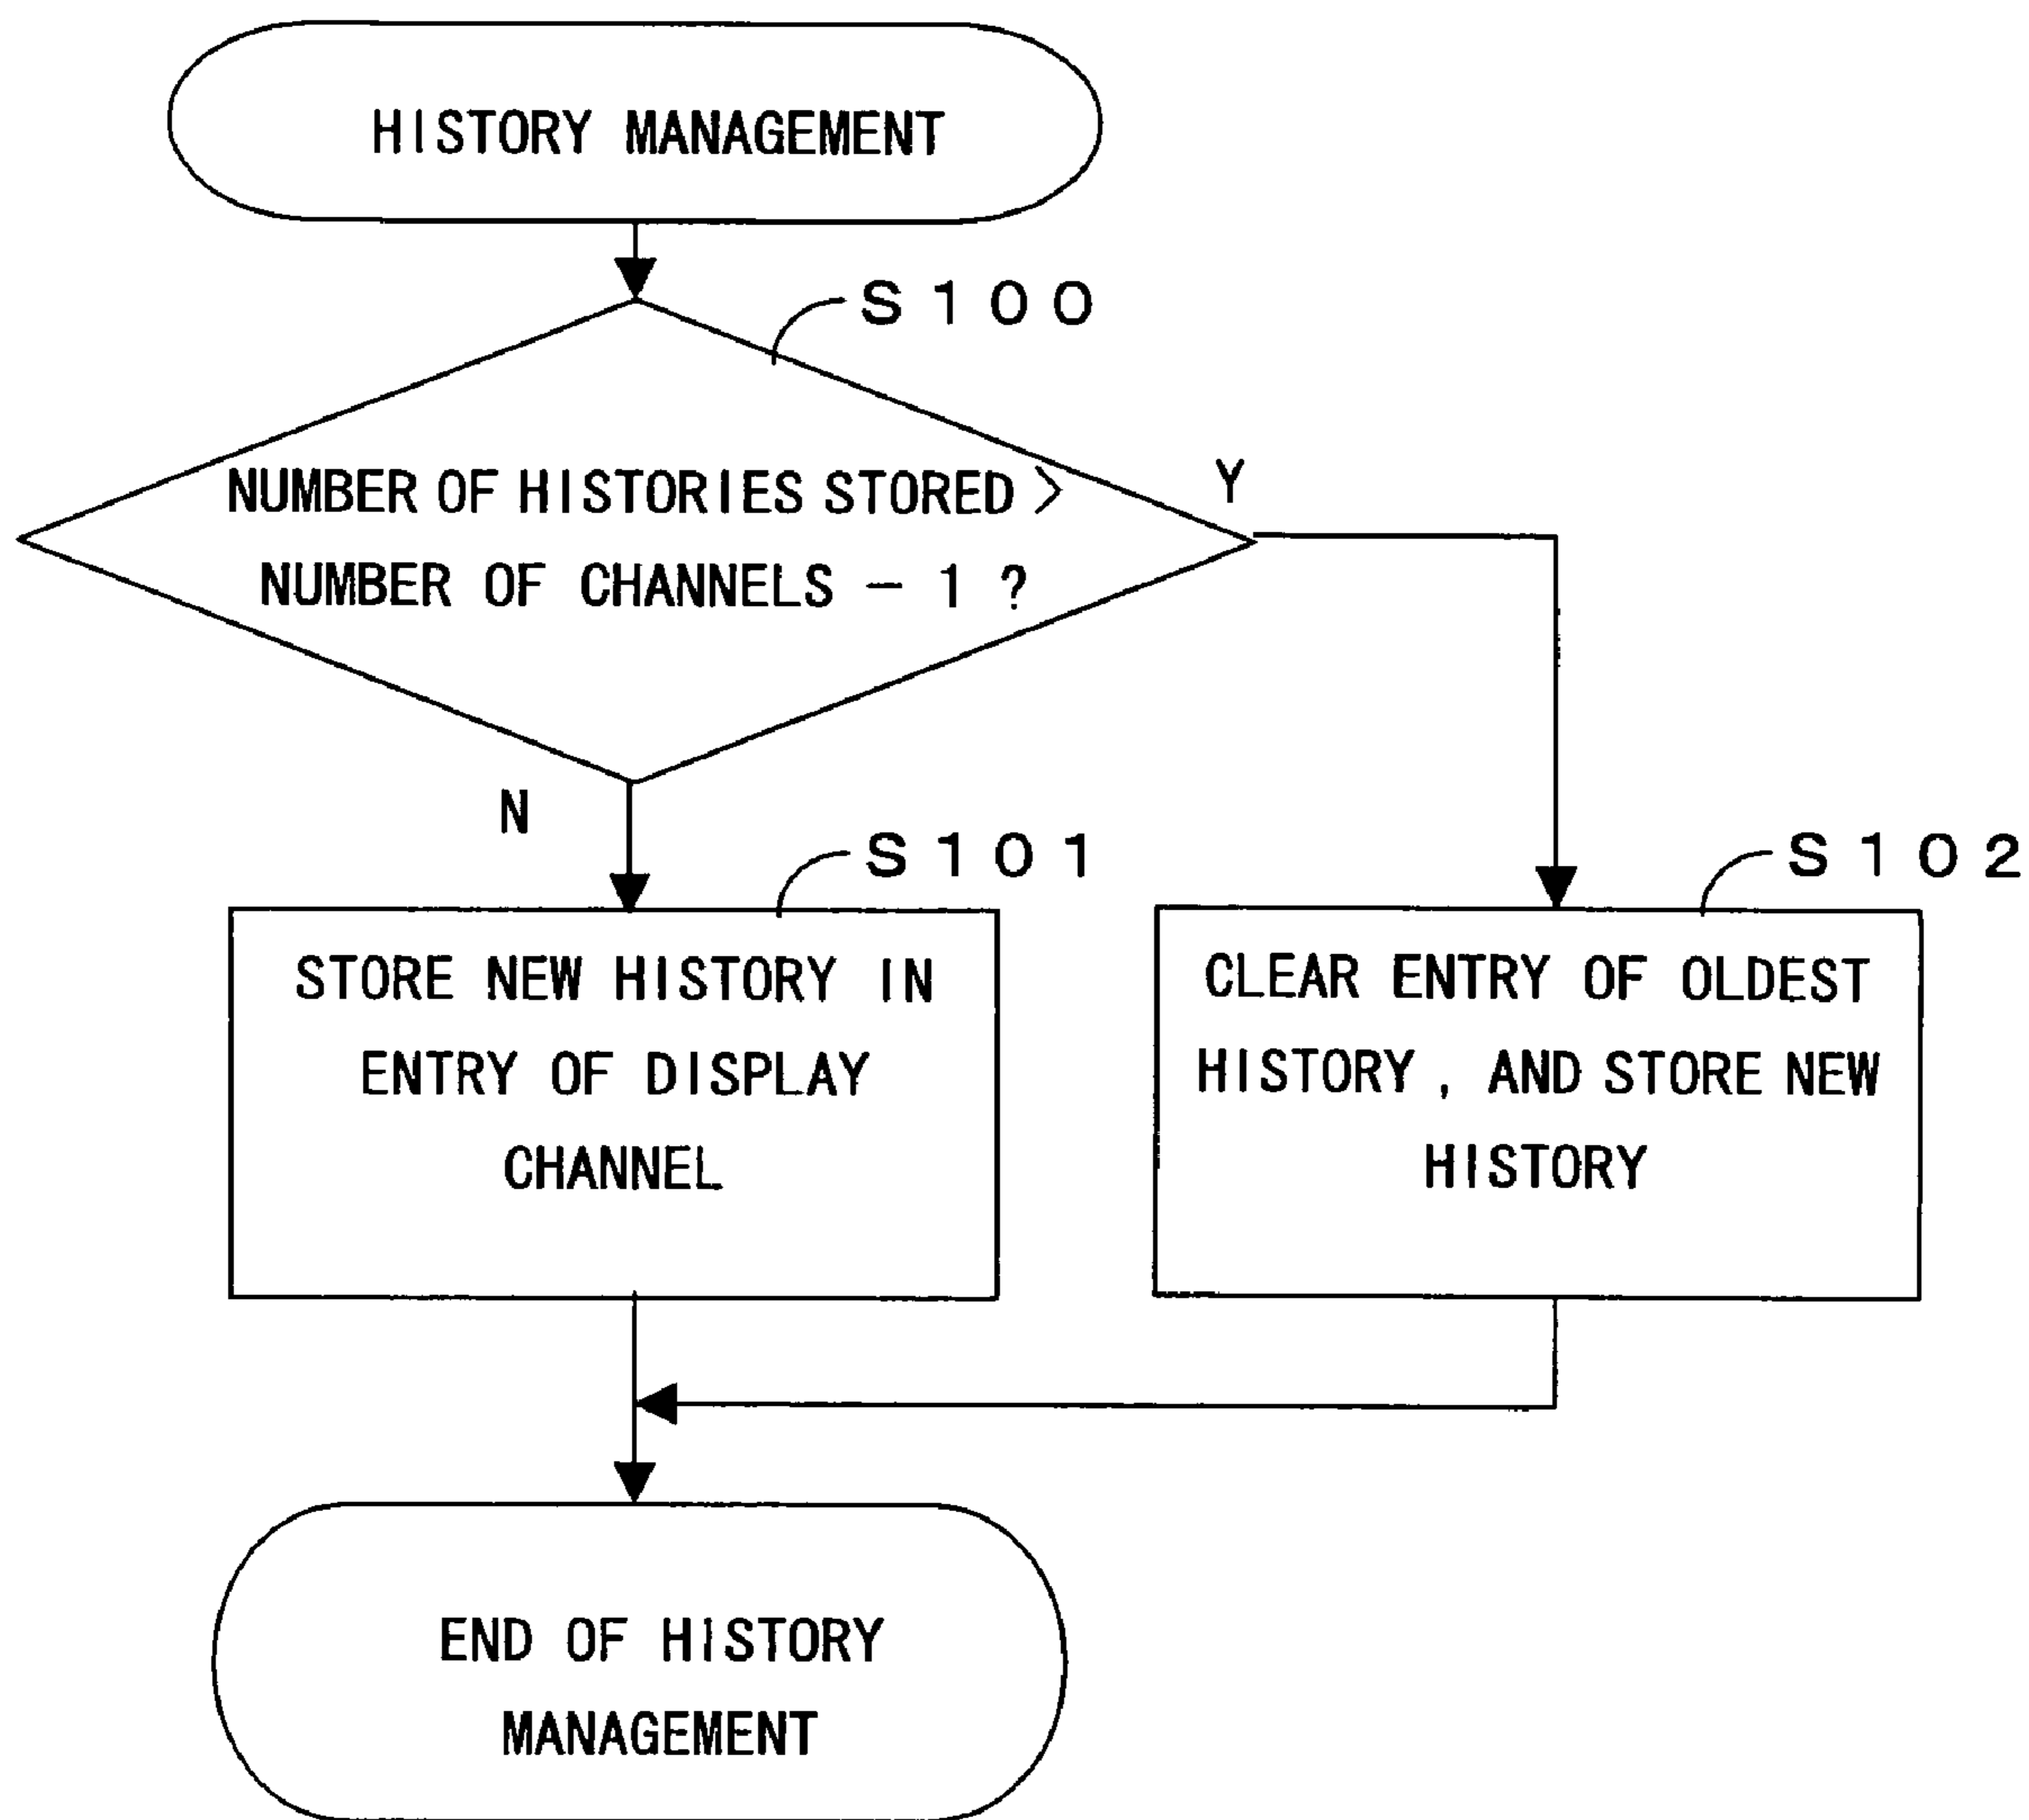 HISTORY MANAGEMENT
S100
NUMBER OF HISTORIES STORED >
NUMBER OF CHANNELS - 1 ?
Y
N
S101
STORE NEW HISTORY IN
ENTRY OF DISPLAY
CHANNEL
S102
CLEAR ENTRY OF OLDEST
HISTORY, AND STORE NEW
HISTORY
END OF HISTORY
MANAGEMENT